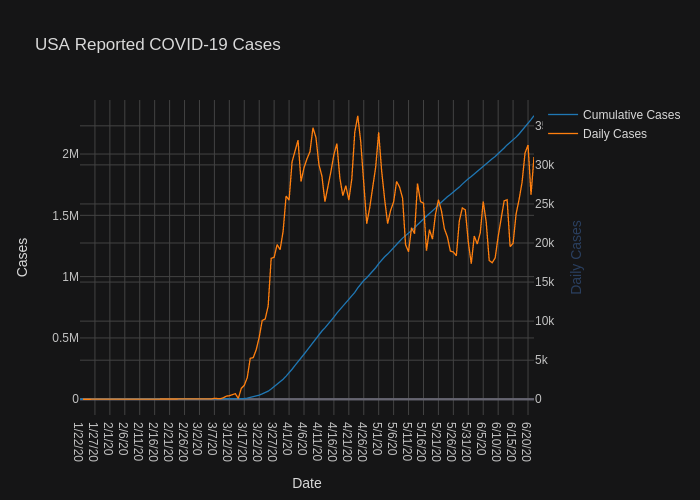 USA Reported COVID-19 Cases
Cumulative Cases
Daily Cases
2M
1.5M
1M
0.5M
0
Cases
30k
25k
20k
15k
10k
5k
0
Daily Cases
1/22/20
1/27/20
2/1/20
2/6/20
2/11/20
2/16/20
2/21/20
2/26/20
3/2/20
3/7/20
3/12/20
3/17/20
3/22/20
3/27/20
4/1/20
4/6/20
4/11/20
4/16/20
4/21/20
4/26/20
5/1/20
5/6/20
5/11/20
5/16/20
5/21/20
5/26/20
5/31/20
6/5/20
6/10/20
6/15/20
6/20/20
Date